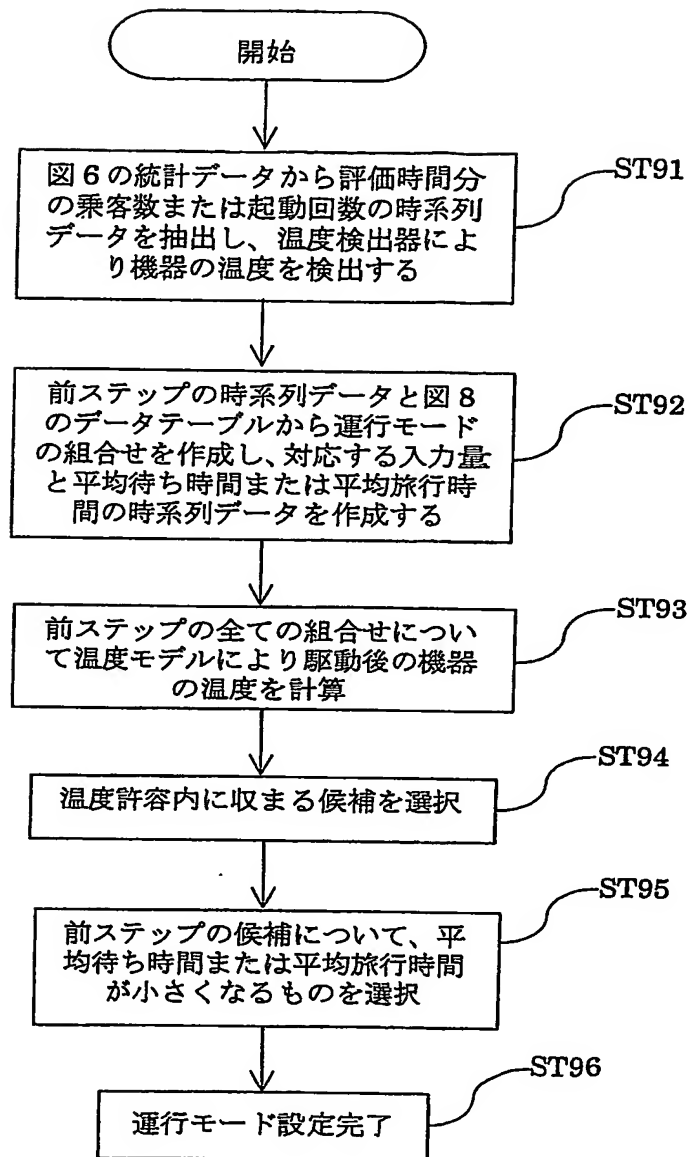 開始
図6の統計データから評価時間分
の乗客数または起動回数の時系列
データを抽出し、温度検出器によ
り機器の温度を検出する
ST91
前ステップの時系列データと図8
のデータテーブルから運行モード
の組合せを作成し、対応する入力量
と平均待ち時間または平均旅行時
間の時系列データを作成する
ST92
前ステップの全ての組合せについ
て温度モデルにより駆動後の機器
の温度を計算
ST93
温度許容内に収まる候補を選択
ST94
前ステップの候補について、平
均待ち時間または平均旅行時間
が小さくなるものを選択
ST95
運行モード設定完了
ST96